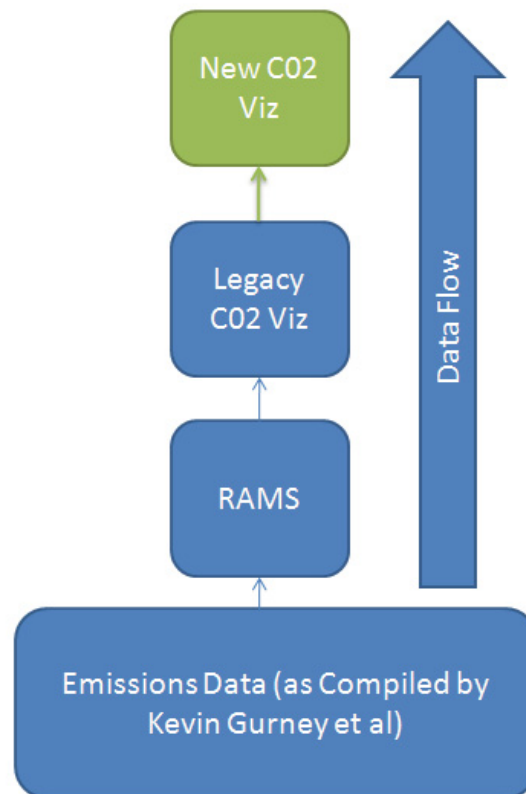 New C02
Viz
Legacy
C02 Viz
Data Flow
RAMS
Emissions Data (as Compiled by
Kevin Gurney et al)